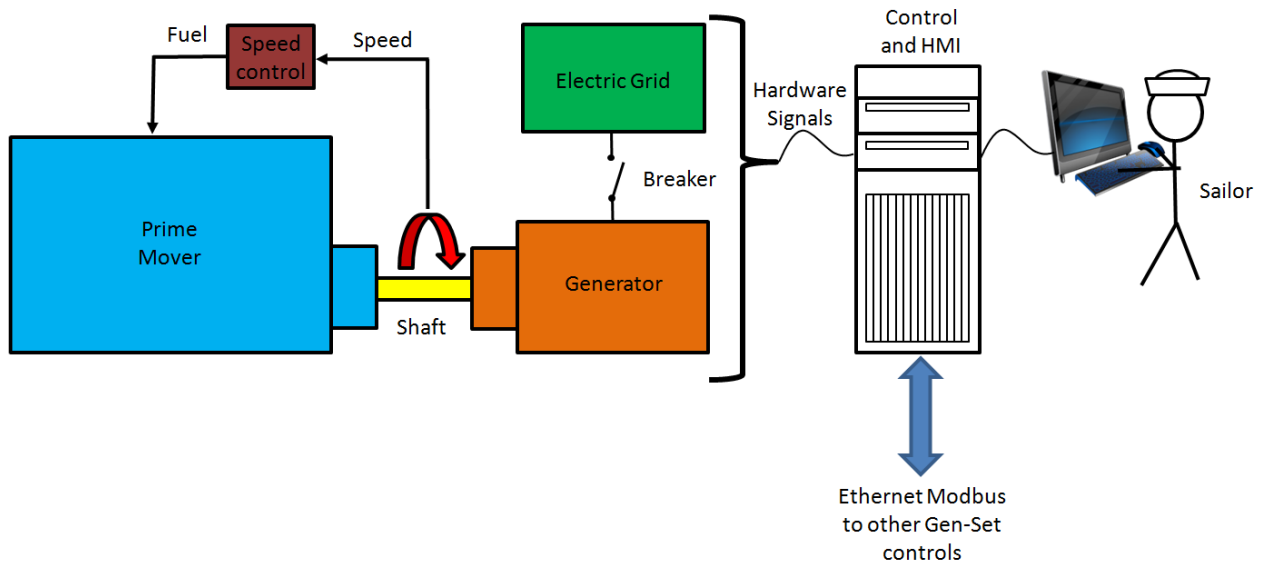 Fuel
Speed
control
Speed
Prime
Mover
Shaft
Electric Grid
Breaker
Generator
Hardware
Signals
Control
and HMI
Sailor
Ethernet Modbus
to other Gen-Set
controls